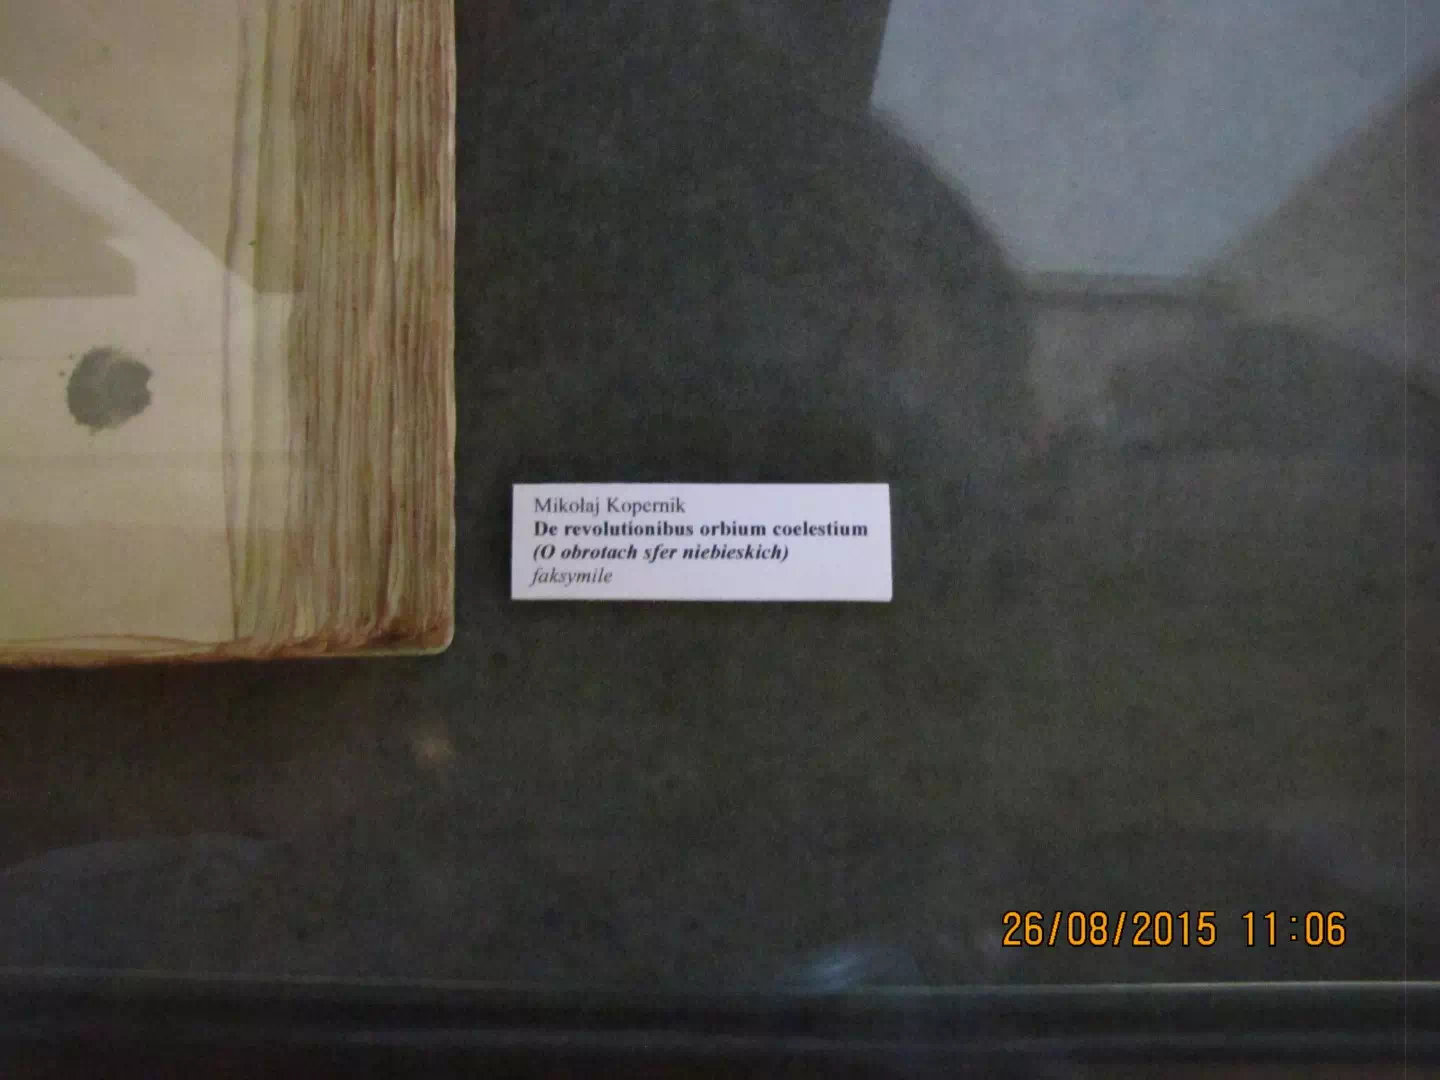 Mikołaj Kopernik
De revolutionibus orbium coelestium
(O obrotach sfer niebieskich)
faksymile
26/08/2015 11:06